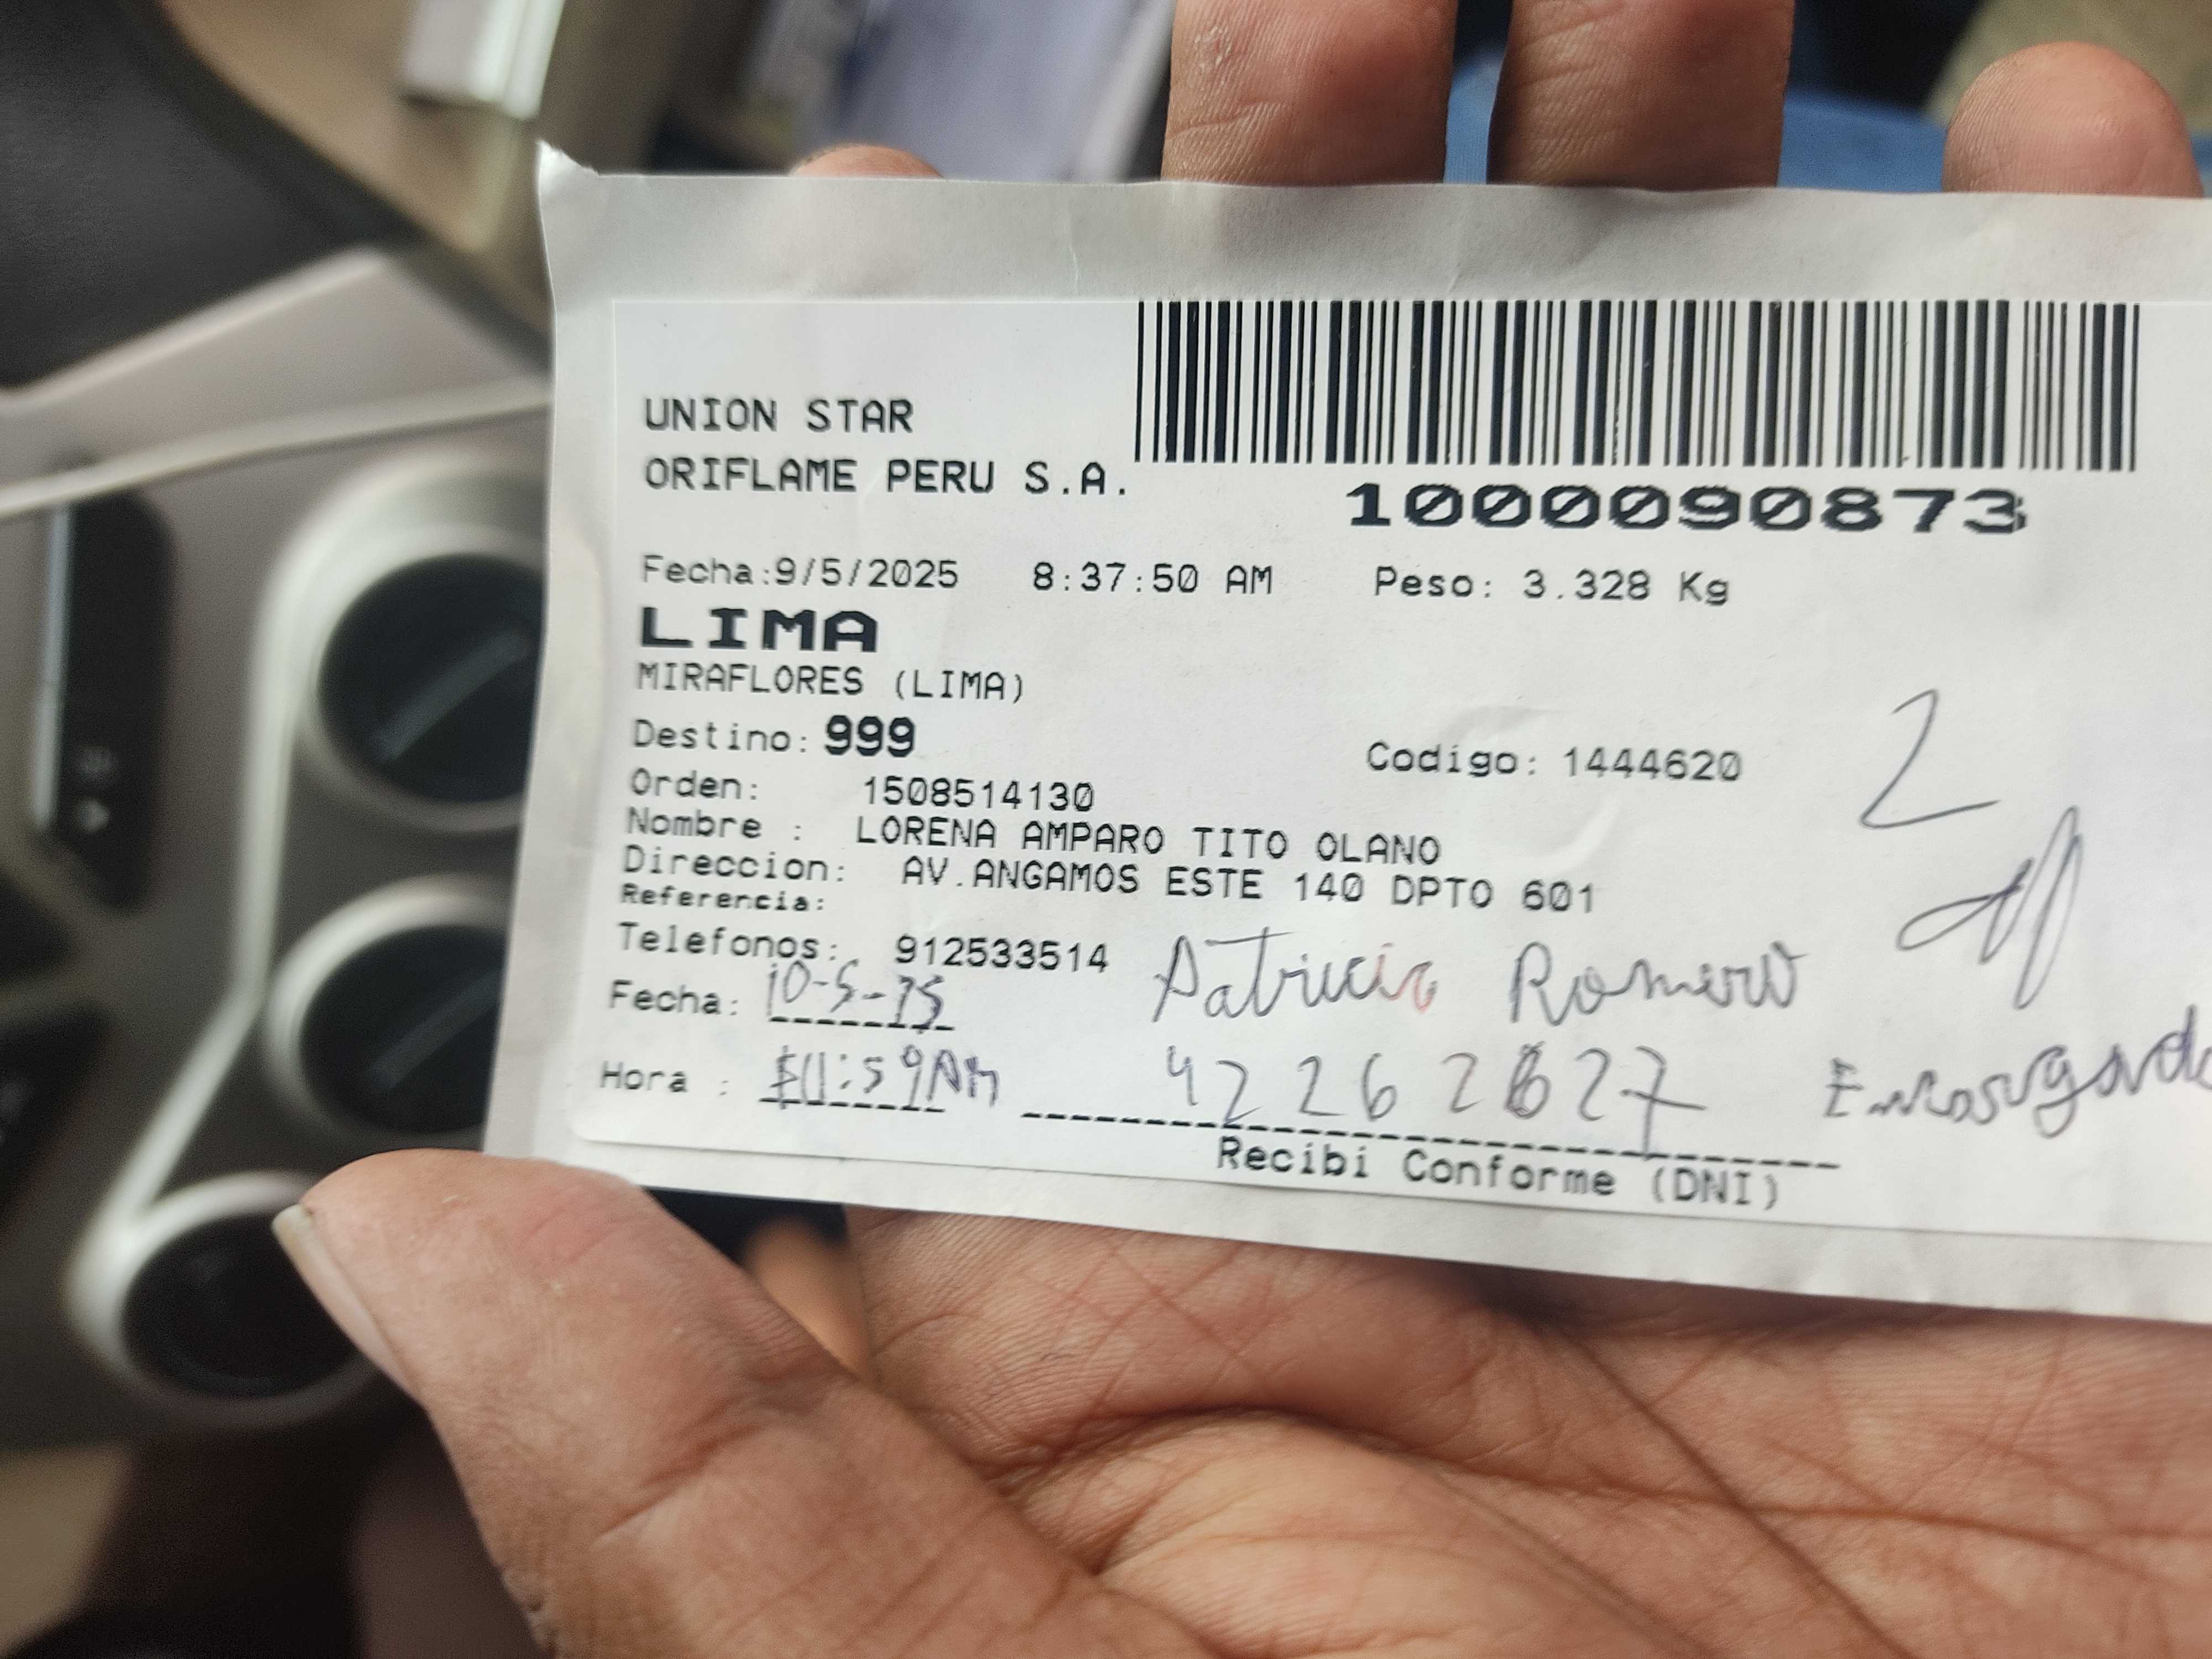 UNION STAR
ORIFLAME PERU S.A.
1000090873
Fecha:9/5/2025 8:37:50 AM Peso: 3.328 Kg
LIMA
MIRAFLORES (LIMA)
Destino: 999 Codigo: 1444620
2
Orden: 1508514130
Nombre : LORENA AMPARO TITO OLANO
Direccion: AV.ANGAMOS ESTE 140 DPTO 601
Referencia:
Telefonos: 912533514
Patricia Romero
Fecha: 10-5-25
Hora : 11:59AM
Recibi Conforme (DNI)